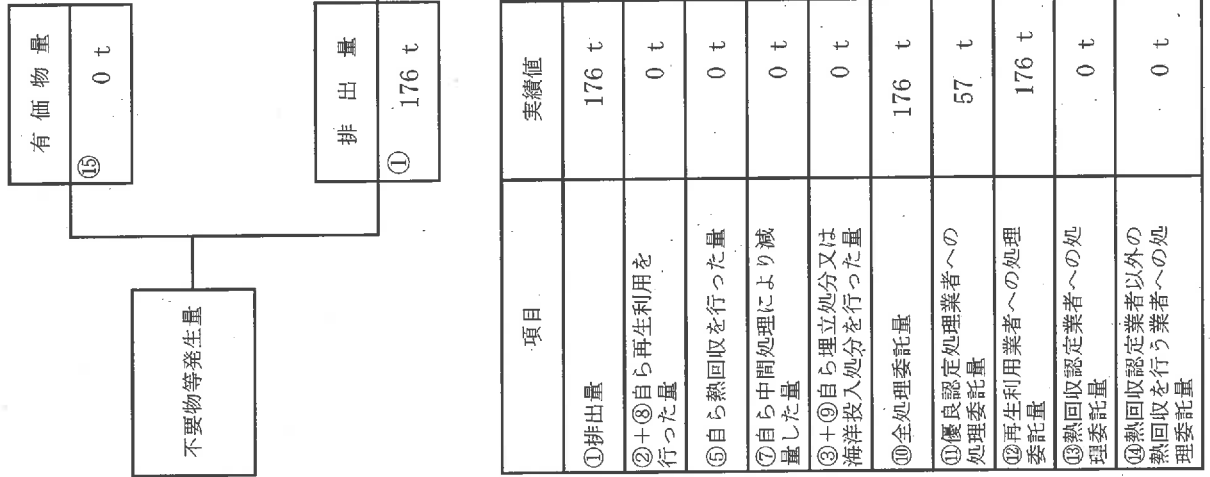 不要物等発生量
有価物量
⑮
0 t
排出量
①
176 t
項目
実績値
①排出量
176 t
②+⑧自ら再生利用を
行った量
0 t
⑤自ら熱回収を行った量
0 t
⑦自ら中間処理により減
量した量
0 t
③+⑨自ら埋立処分又は
海洋投入処分を行った量
0 t
⑩全処理委託量
176 t
⑪優良認定処理業者への
処理委託量
57 t
⑫再生利用業者への処理
委託量
176 t
⑬熱回収認定業者への処
理委託量
0 t
⑭熱回収認定業者以外の
熱回収を行う業者への処
理委託量
0 t